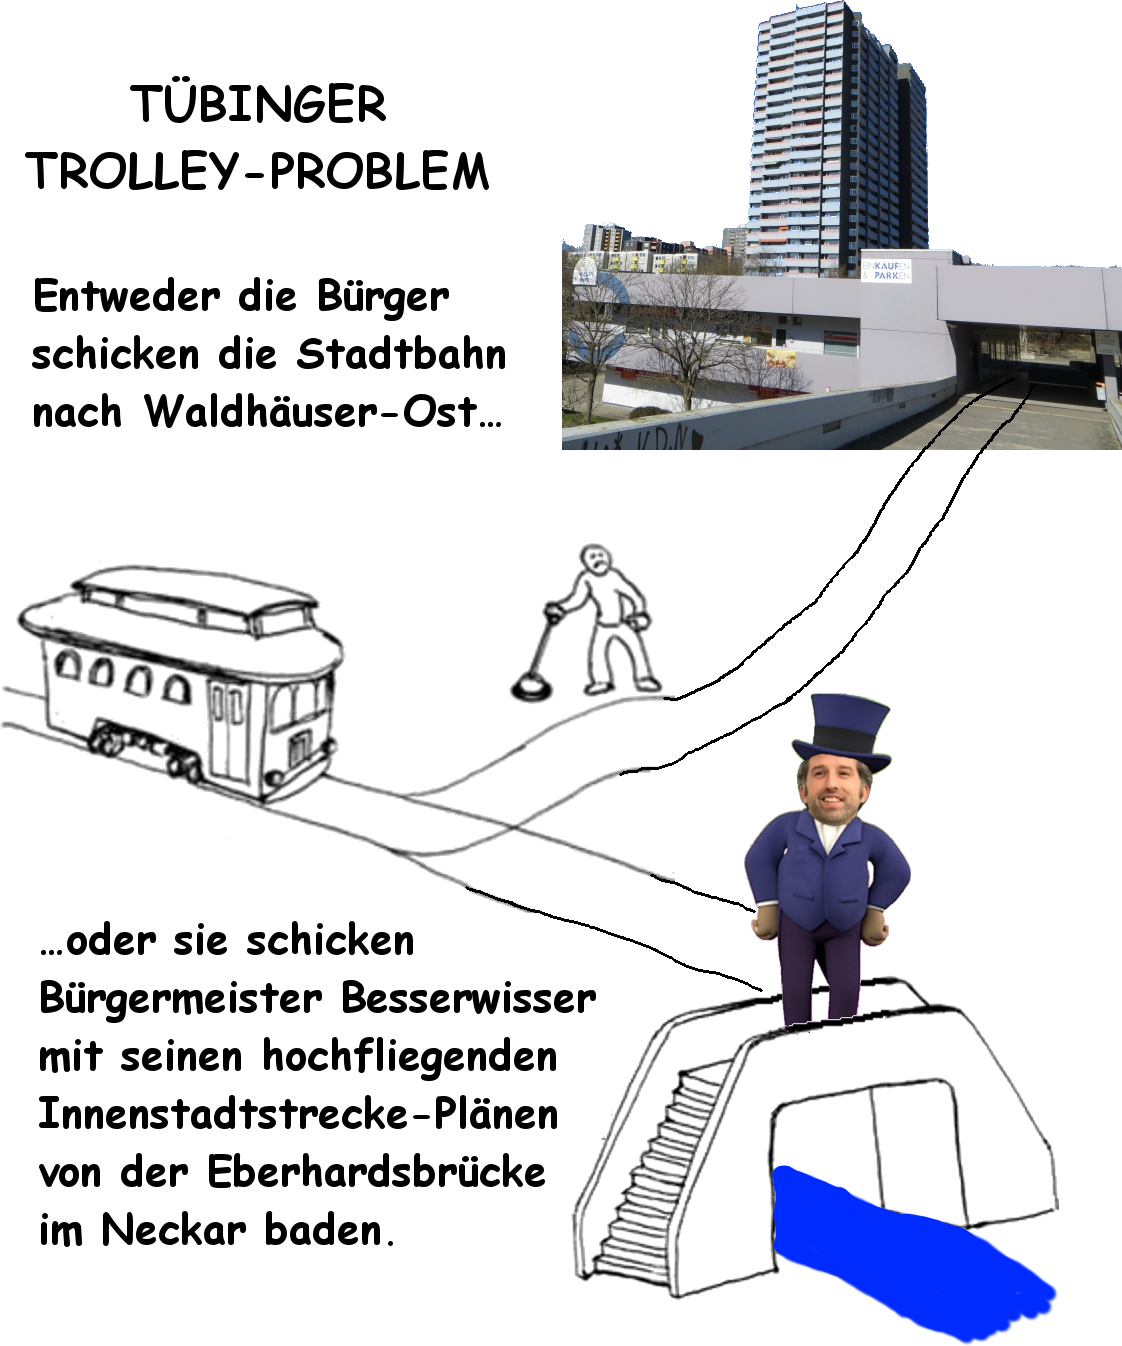 TÜBINGER
TROLLEY-PROBLEM
Entweder die Bürger
schicken die Stadtbahn
nach Waldhäuser-Ost...
EINKAUFEN
& PARKEN
...oder sie schicken
Bürgermeister Besserwisser
mit seinen hochfliegenden
Innenstadtstrecke-Plänen
von der Eberhardsbrücke
im Neckar baden.